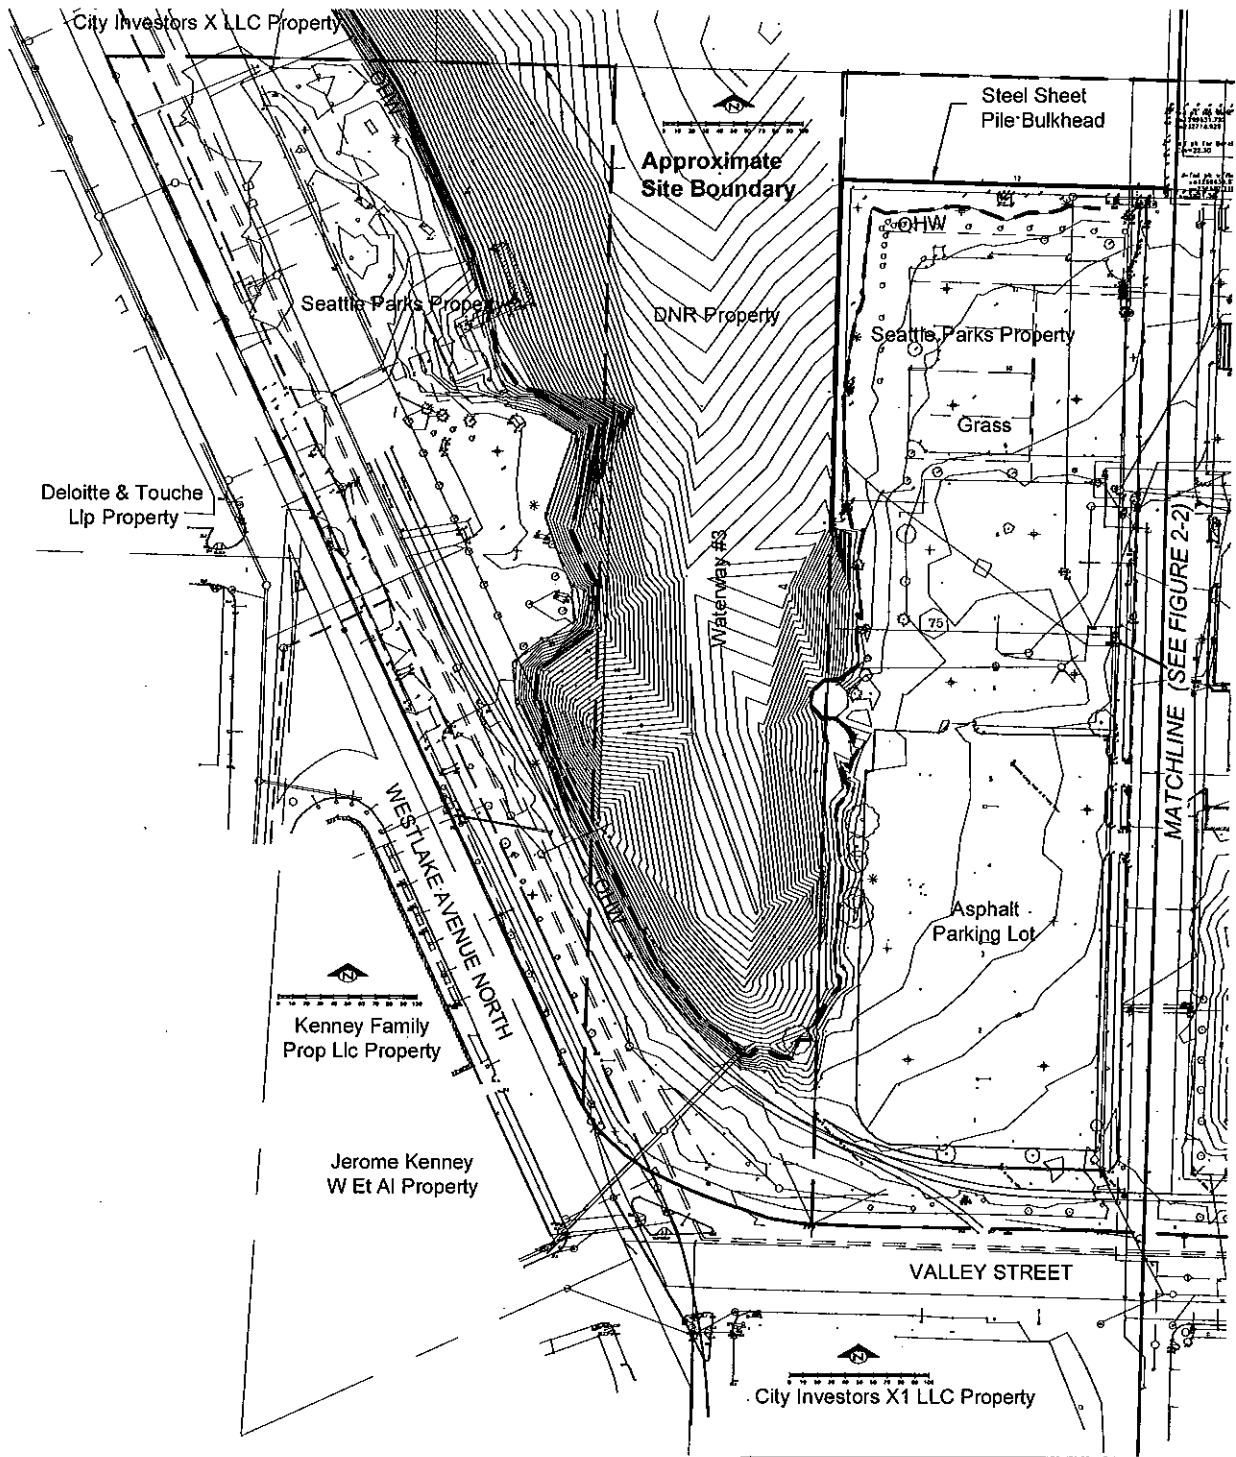 City Investors X LLC Property
OHW
Steel Sheet
Pile Bulkhead
Approximate
Site Boundary
OHW
Seattle Parks Property
DNR Property
Seattle Parks Property
Grass
Deloitte & Touche
Llp Property
Waterway #3
75
MATCHLINE (SEE FIGURE 2-2)
WESTLAKE AVENUE NORTH
OHW
Asphalt
Parking Lot
Kenney Family
Prop Llc Property
Jerome Kenney
W Et Al Property
VALLEY STREET
City Investors X1 LLC Property